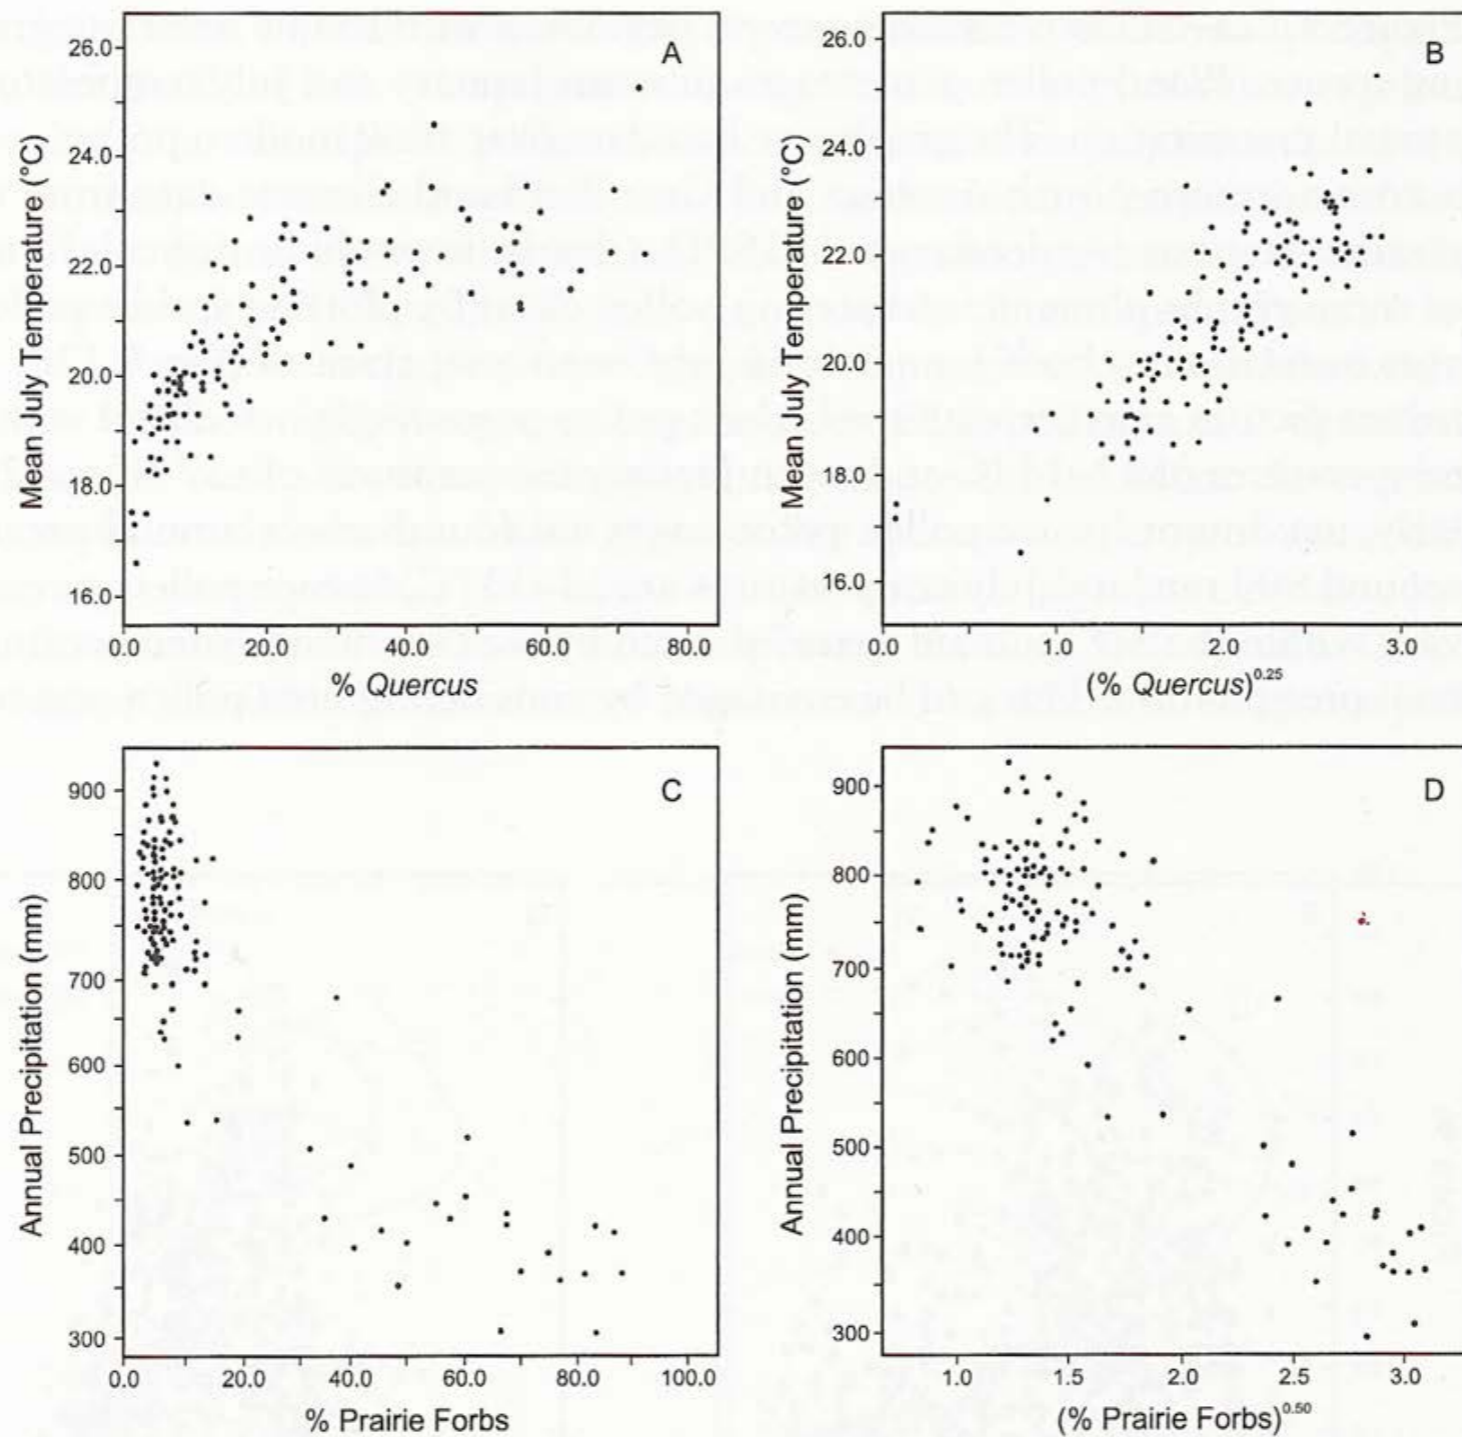 A
Mean July Temperature (°C)
26.0
24.0
22.0
20.0
18.0
16.0
0.0 20.0 40.0 60.0 80.0
% Quercus
B
Mean July Temperature (°C)
26.0
24.0
22.0
20.0
18.0
16.0
0.0 1.0 2.0 3.0
(% Quercus)0.25
C
Annual Precipitation (mm)
900
800
700
600
500
400
300
0.0 20.0 40.0 60.0 80.0 100.0
% Prairie Forbs
D
Annual Precipitation (mm)
900
800
700
600
500
400
300
1.0 1.5 2.0 2.5 3.0
(% Prairie Forbs)0.50